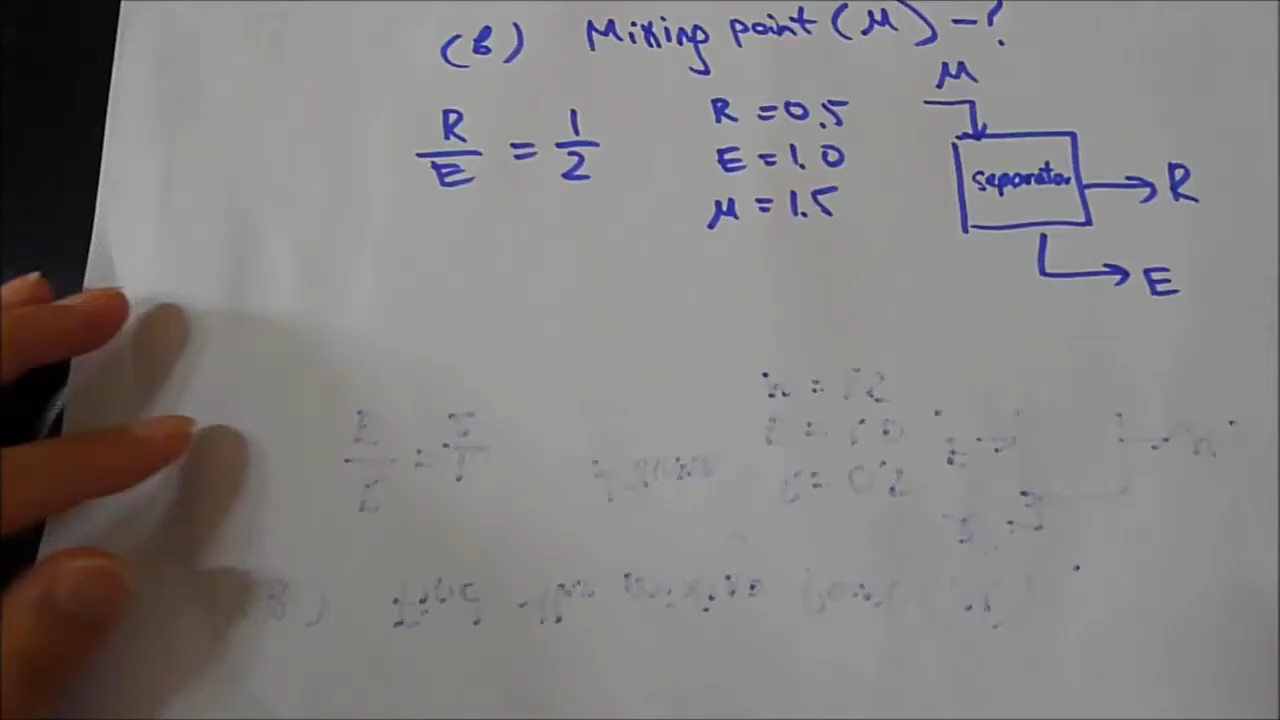 (B) Mixing point (M) - ?
R/E = 1/2
R = 0.5
E = 1.0
M = 1.5
M
separator
R
E